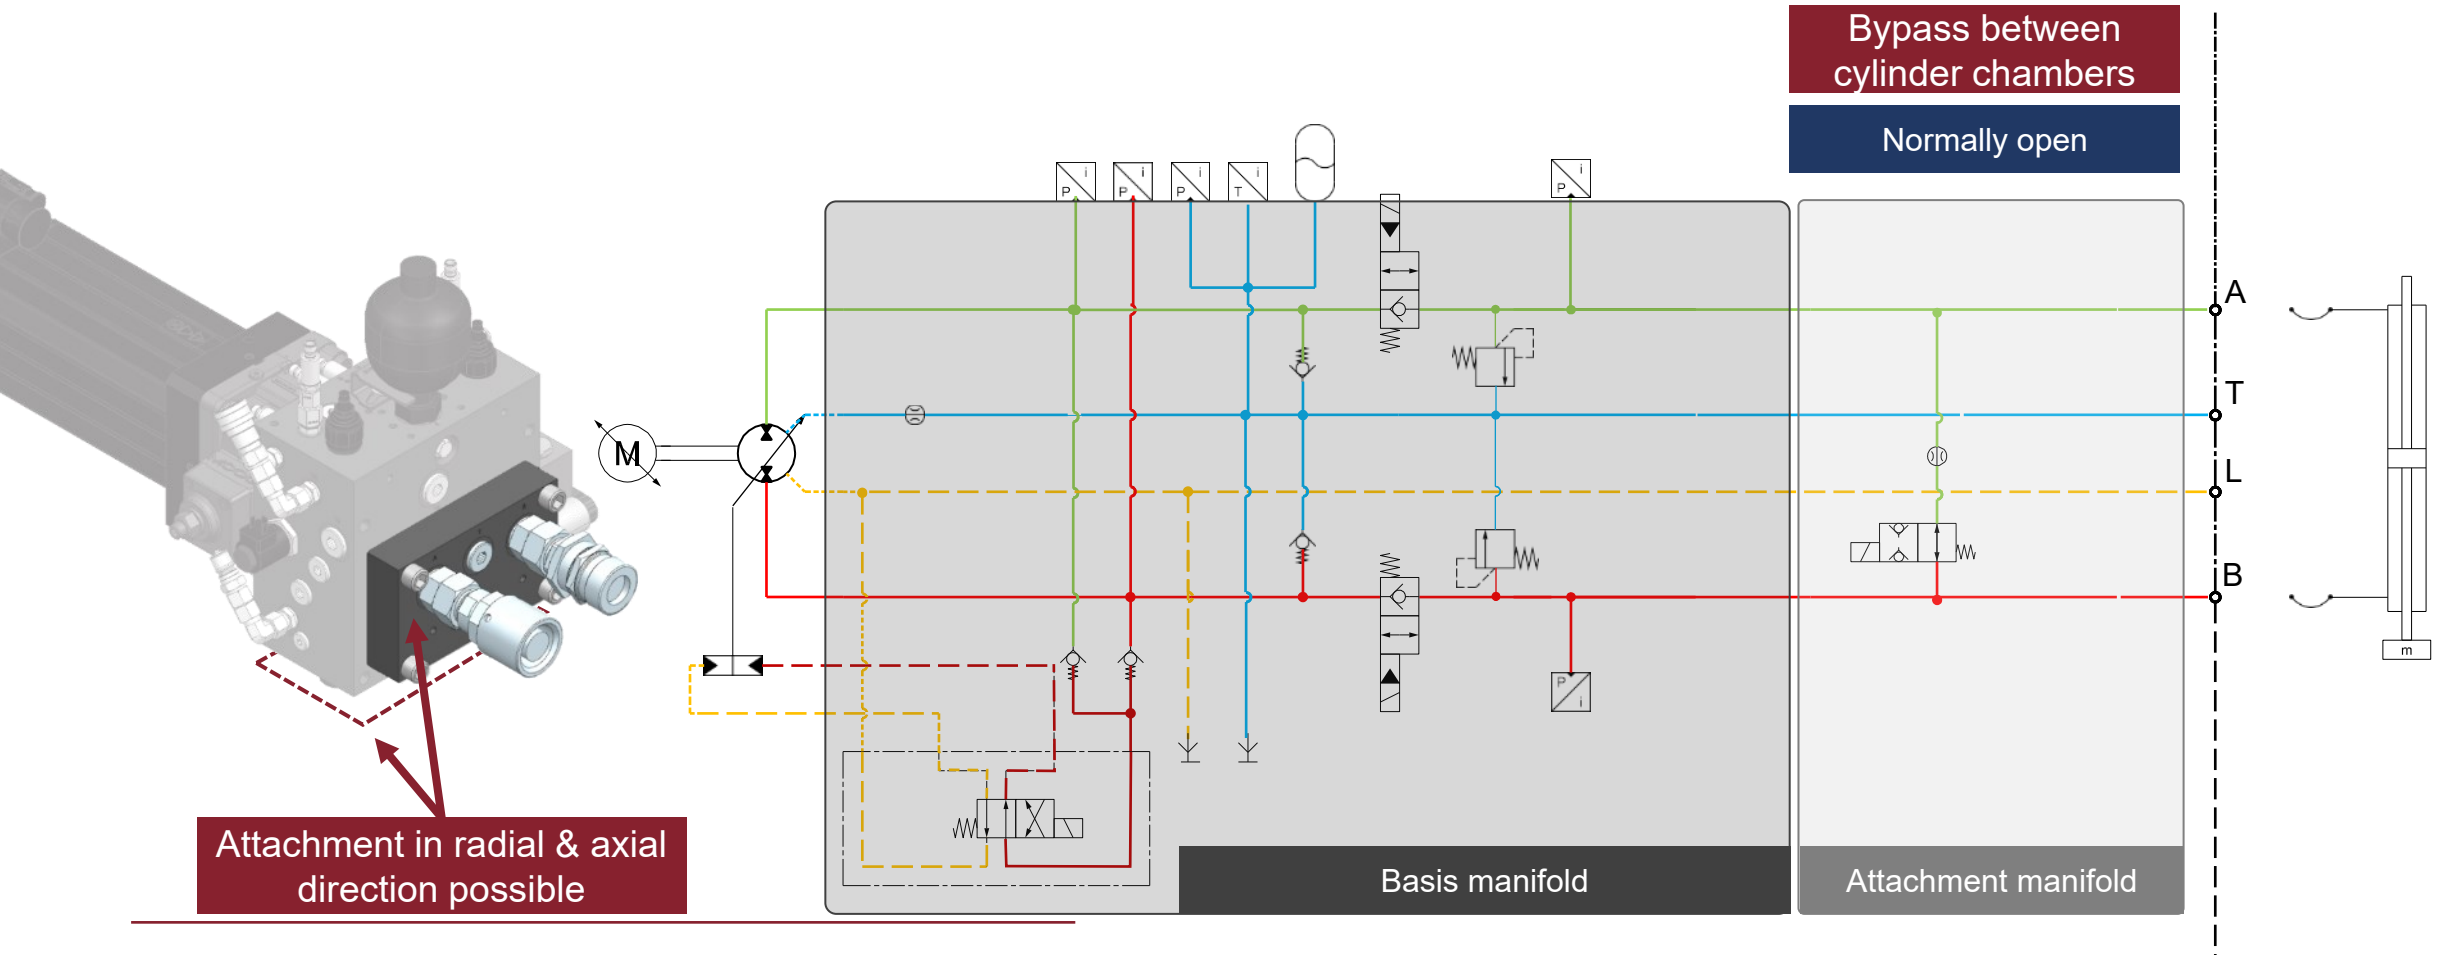 Bypass between
cylinder chambers
Normally open
i
P
i
P
i
P
i
T
i
P
A
T
M
L
B
P
i
m
Attachment in radial & axial
direction possible
Basis manifold
Attachment manifold